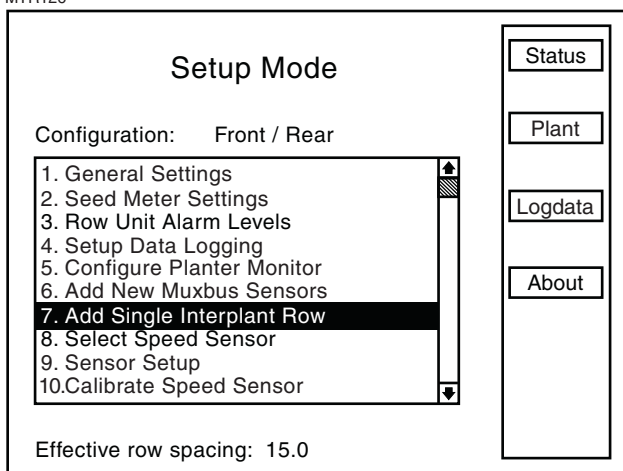 Setup Mode
Configuration: Front / Rear
1. General Settings
2. Seed Meter Settings
3. Row Unit Alarm Levels
4. Setup Data Logging
5. Configure Planter Monitor
6. Add New Muxbus Sensors
7. Add Single Interplant Row
8. Select Speed Sensor
9. Sensor Setup
10.Calibrate Speed Sensor
Effective row spacing: 15.0
Status
Plant
Logdata
About